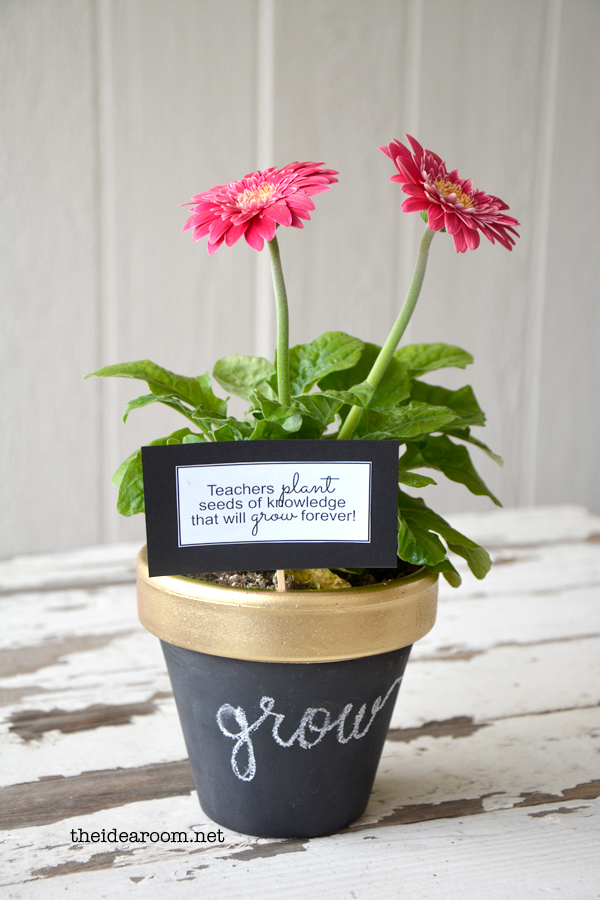 Teachers plant
seeds of knowledge
that will grow forever!
grow
theidearoom.net